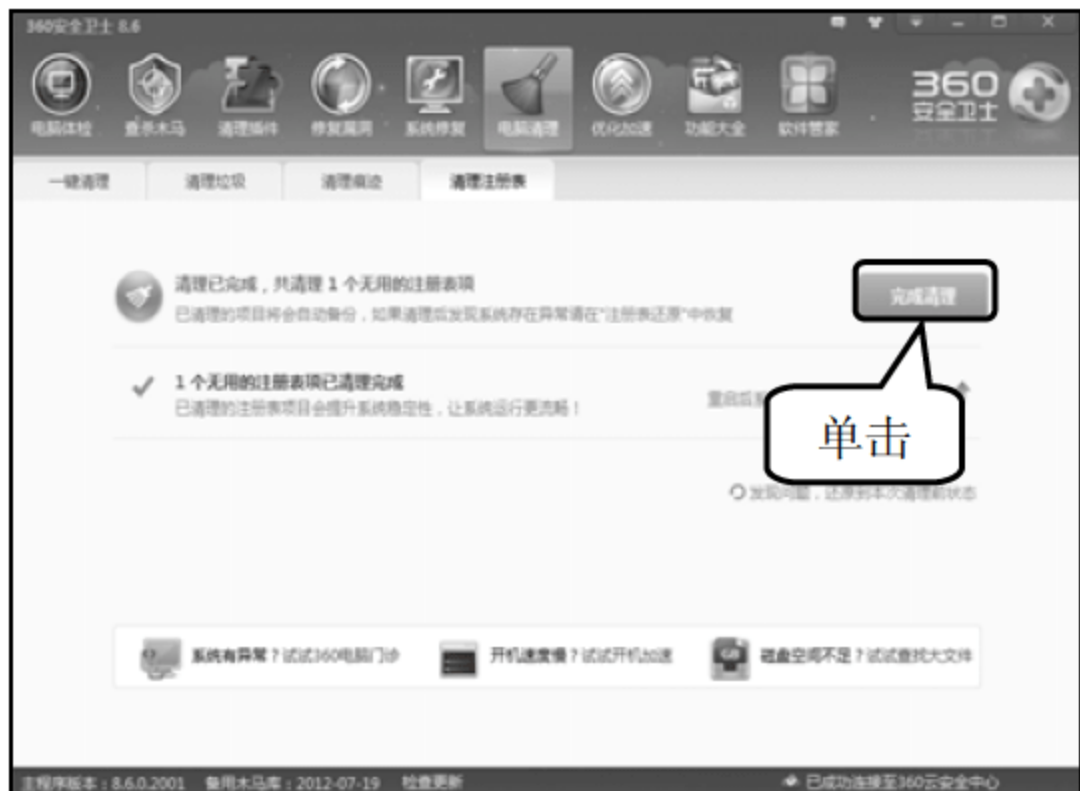 360安全卫士 8.6
电脑体检 查杀木马 清理插件 修复漏洞 系统修复 电脑清理 优化加速 功能大全 软件管家
360
安全卫士
一键清理 清理垃圾 清理痕迹 清理注册表
清理已完成，共清理 1 个无用的注册表项
完成清理
已清理的项目将会自动备份，如果清理后发现系统存在异常请在"注册表还原"中恢复
1 个无用的注册表项已清理完成
已清理的注册表项目会提升系统稳定性，让系统运行更流畅！
重启后
单击
发现问题，还原到本次清理前状态
系统有异常？试试360电脑门诊 开机速度慢？试试开机加速 磁盘空间不足？试试查找大文件
主程序版本：8.6.0.2001 备用木马库：2012-07-19 检查更新 已成功连接至360云安全中心